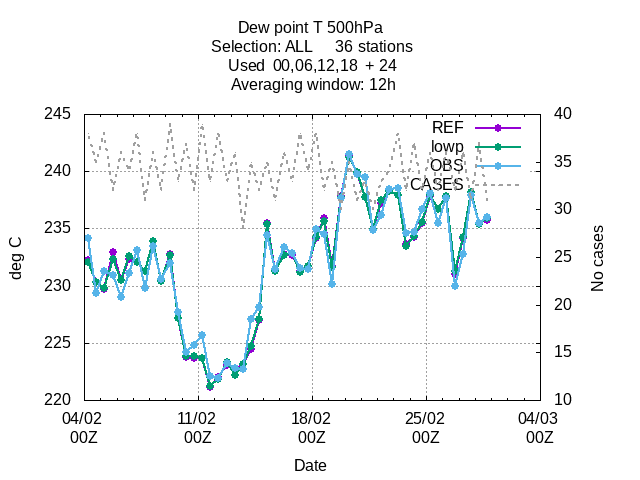 Dew point T 500hPa
Selection: ALL     36 stations
Used  00,06,12,18  + 24
Averaging window: 12h
245
240
235
230
225
220
40
35
30
25
20
15
10
REF
lowp
OBS
CASES
deg C
No cases
04/02 11/02 18/02 25/02 04/03
00Z 00Z 00Z 00Z 00Z
Date